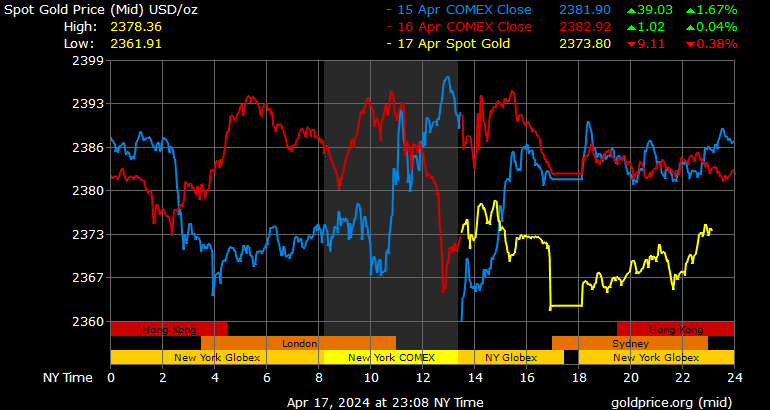 Spot Gold Price (Mid) USD/oz - 15 Apr COMEX Close 2381.90 ▲39.03 ▲1.67%
High: 2378.36 - 16 Apr COMEX Close 2382.92 ▲1.02 ▲0.04%
Low: 2361.91 - 17 Apr Spot Gold 2373.80 ▼9.11 ▼0.38%
2399
2393
2386
2380
2373
2367
2360
Hong Kong Hong Kong
London Sydney
New York Globex New York COMEX NY Globex New York Globex
NY Time 0 2 4 6 8 10 12 14 16 18 20 22 24
Apr 17, 2024 at 23:08 NY Time goldprice.org (mid)